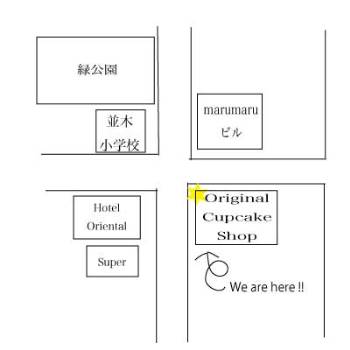 緑公園
並木
小学校
marumaru
ビル
Hotel
Oriental
Super
Original
Cupcake
Shop
We are here !!